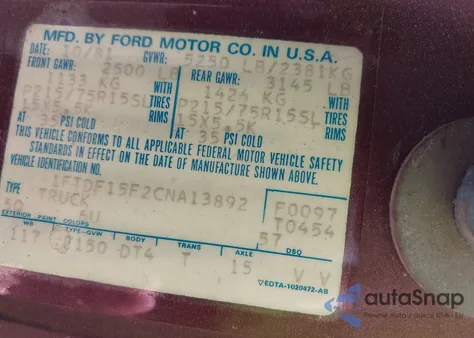 MFD. BY FORD MOTOR CO. IN U.S.A.
DATE: 10/81 GVWR: 5250 LB/2381KG
FRONT GAWR: 2500 LB REAR GAWR: 3145 LB
1133 KG WITH 1424 KG WITH
P215/75R15SL TIRES P215/75R15SL TIRES
15X5.5K RIMS 15X5.5K RIMS
AT 35 PSI COLD AT 35 PSI COLD
THIS VEHICLE CONFORMS TO ALL APPLICABLE FEDERAL MOTOR VEHICLE SAFETY
STANDARDS IN EFFECT ON THE DATE OF MANUFACTURE SHOWN ABOVE.
1FTDF15F2CNA13892 F0097
TYPE TRUCK T0454
EXTERIOR PAINT COLORS 57 DSO
WB TYPE-GVW BODY TRANS AXLE
117 F150 DT4 T 15 V V
▽EOTA-1020472-AB
autaSnap